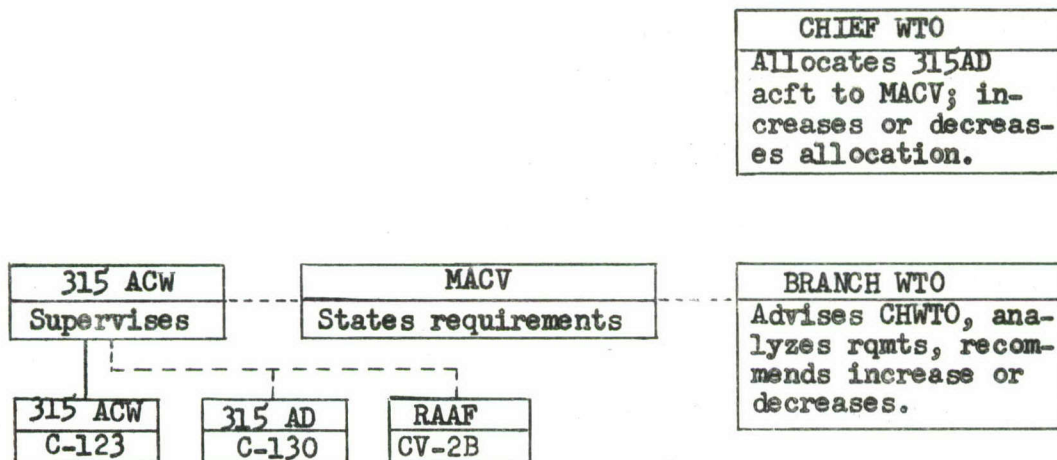 CHIEF WTO
Allocates 315AD
acft to MACV; in-
creases or decreas-
es allocation.
315 ACW
Supervises
MACV
States requirements
BRANCH WTO
Advises CHWTO, ana-
lyzes rqmts, recom-
mends increase or
decreases.
315 ACW
C-123
315 AD
C-130
RAAF
CV-2B